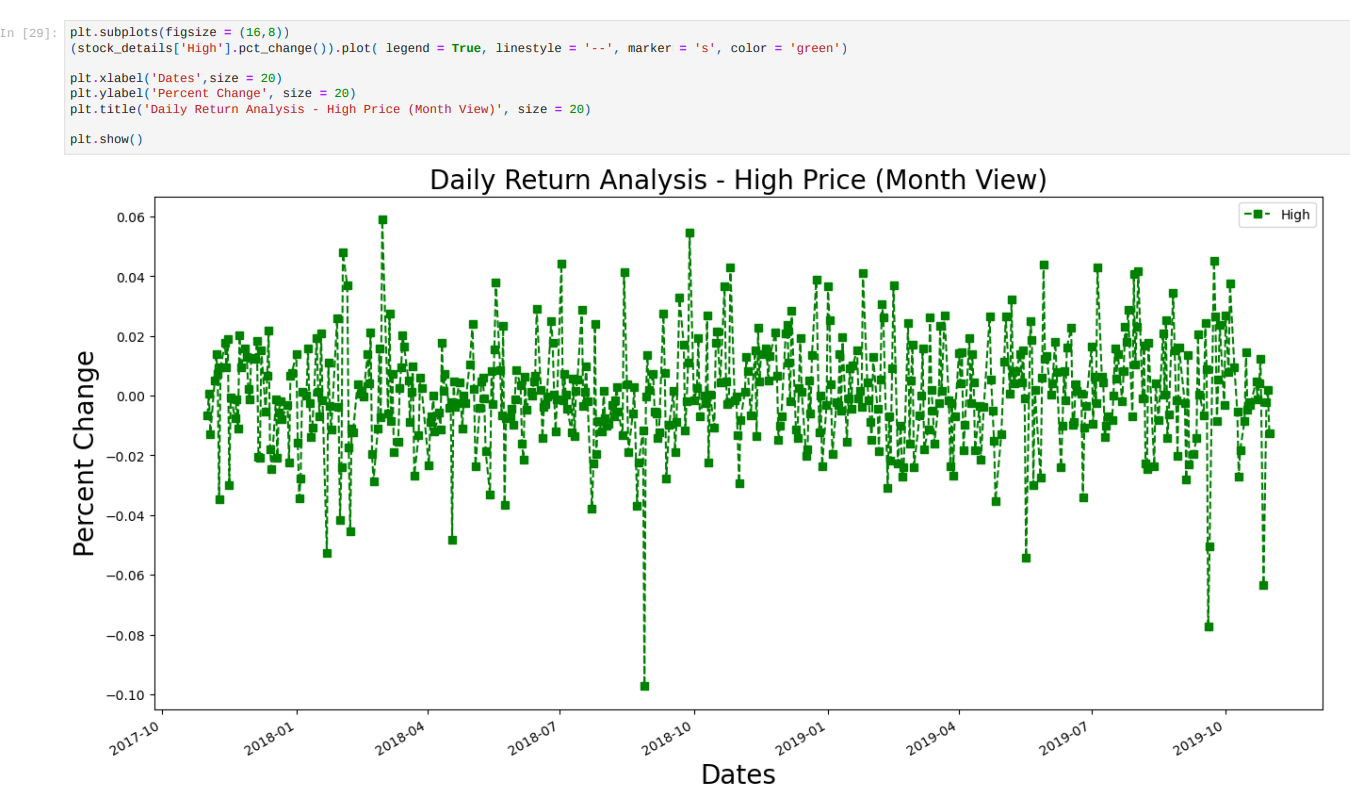 In [29]:
plt.subplots(figsize = (16,8))
(stock_details['High'].pct_change()).plot( legend = True, linestyle = '--', marker = 's', color = 'green')
plt.xlabel('Dates',size = 20)
plt.ylabel('Percent Change', size = 20)
plt.title('Daily Return Analysis - High Price (Month View)', size = 20)
plt.show()
Daily Return Analysis - High Price (Month View)
High
0.06
0.04
0.02
0.00
−0.02
−0.04
−0.06
−0.08
−0.10
Percent Change
2017-10
2018-01
2018-04
2018-07
2018-10
2019-01
2019-04
2019-07
2019-10
Dates